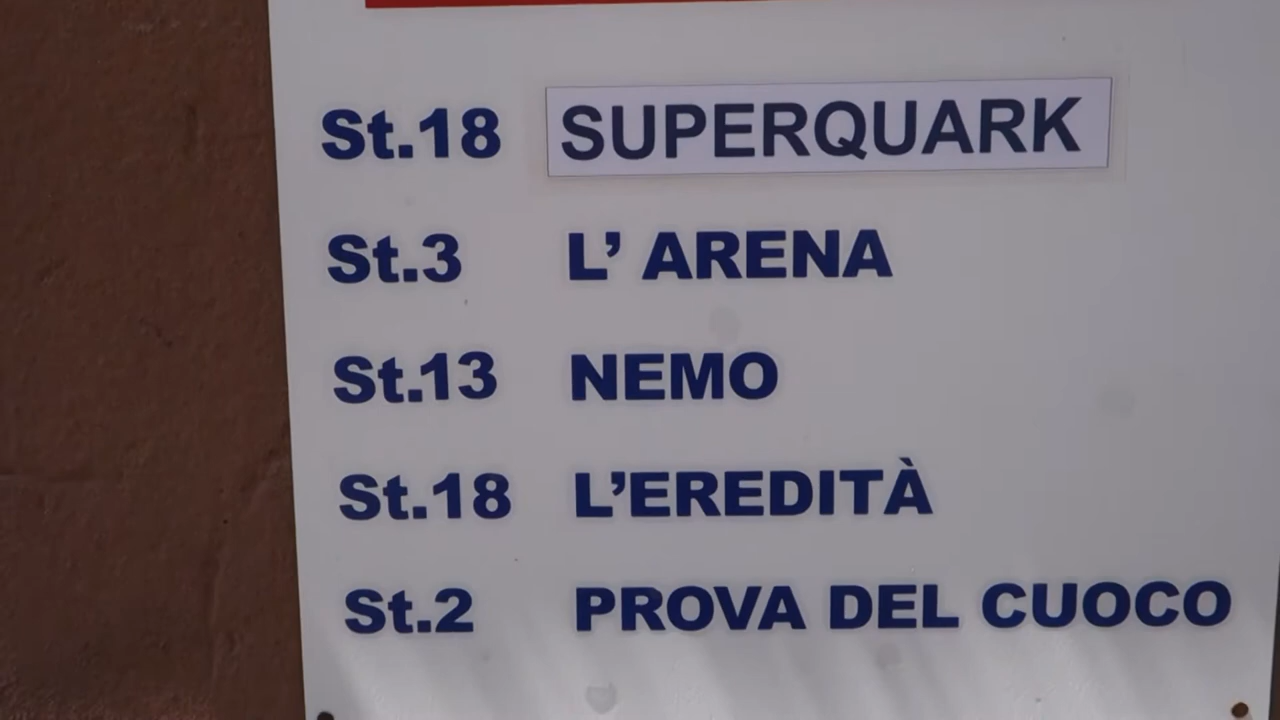 St.18 SUPERQUARK
St.3 L' ARENA
St.13 NEMO
St.18 L'EREDITÀ
St.2 PROVA DEL CUOCO